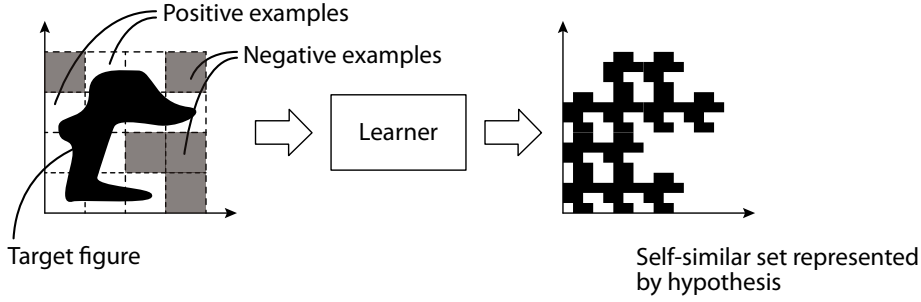 Positive examples
Negative examples
Learner
Target figure
Self-similar set represented
by hypothesis